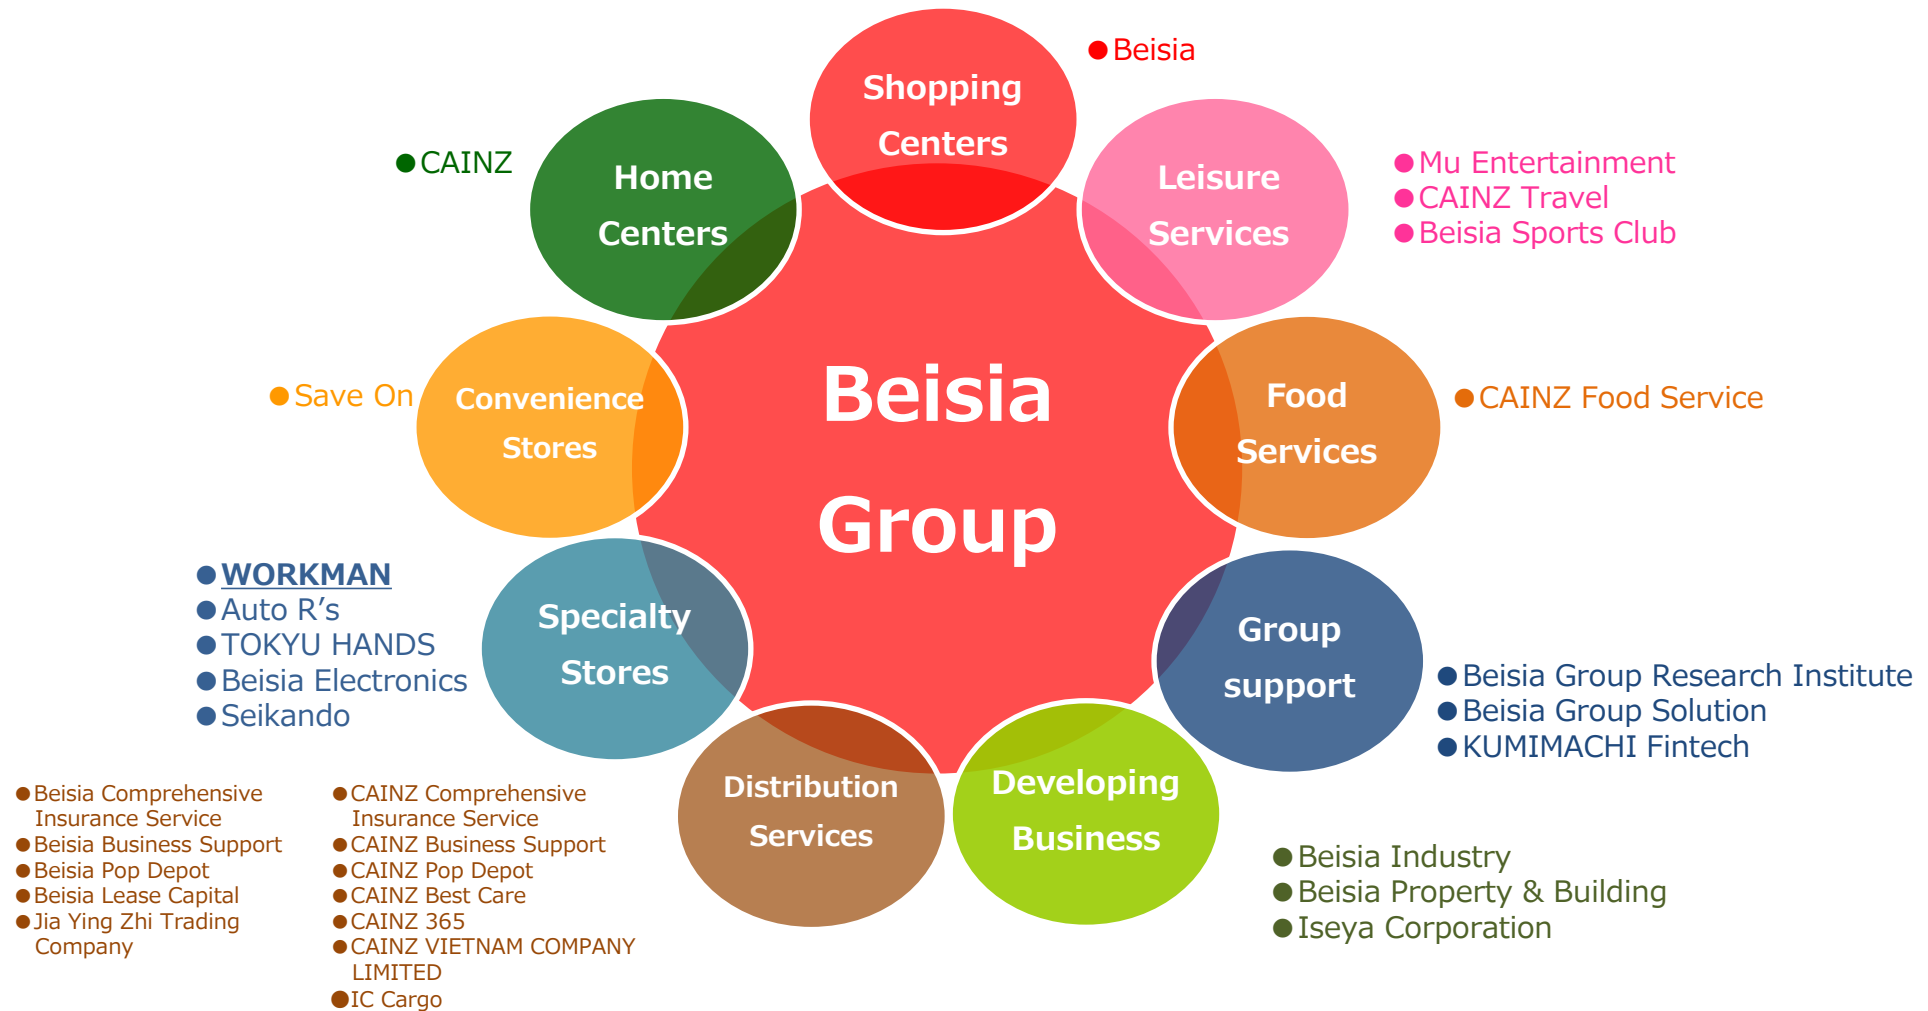 Beisia
Group
Shopping
Centers
●Beisia
Leisure
Services
●Mu Entertainment
●CAINZ Travel
●Beisia Sports Club
Food
Services
●CAINZ Food Service
Group
support
●Beisia Group Research Institute
●Beisia Group Solution
●KUMIMACHI Fintech
Developing
Business
●Beisia Industry
●Beisia Property & Building
●Iseya Corporation
Distribution
Services
●Beisia Comprehensive
Insurance Service
●Beisia Business Support
●Beisia Pop Depot
●Beisia Lease Capital
●Jia Ying Zhi Trading
Company
●CAINZ Comprehensive
Insurance Service
●CAINZ Business Support
●CAINZ Pop Depot
●CAINZ Best Care
●CAINZ 365
●CAINZ VIETNAM COMPANY
LIMITED
●IC Cargo
Specialty
Stores
●WORKMAN
●Auto R’s
●TOKYU HANDS
●Beisia Electronics
●Seikando
Convenience
Stores
●Save On
Home
Centers
●CAINZ